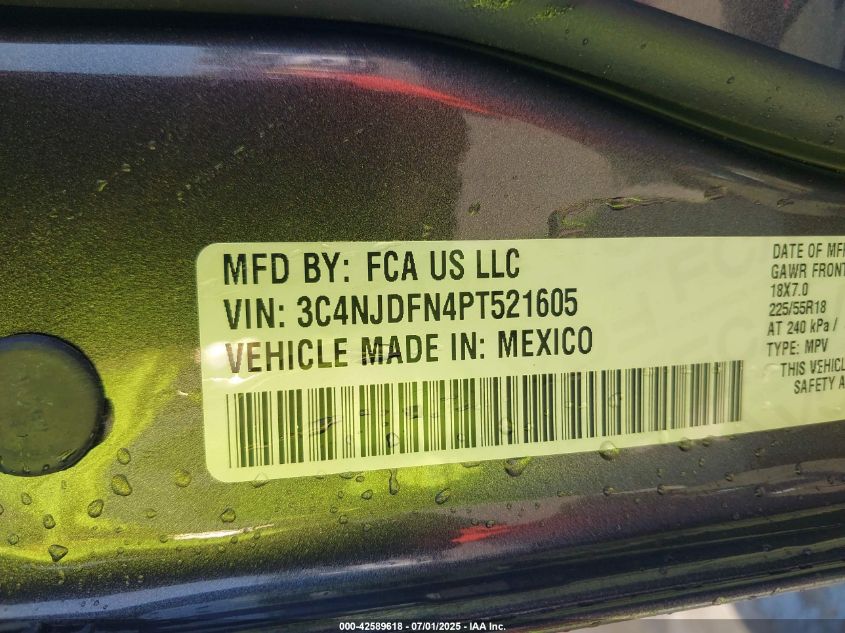 MFD BY: FCA US LLC
VIN: 3C4NJDFN4PT521605
VEHICLE MADE IN: MEXICO
DATE OF MF
GAWR FRONT
18X7.0
225/55R18
AT 240 kPa /
TYPE: MPV
THIS VEHICL
SAFETY A
000-42589618 - 07/01/2025 - IAA Inc.